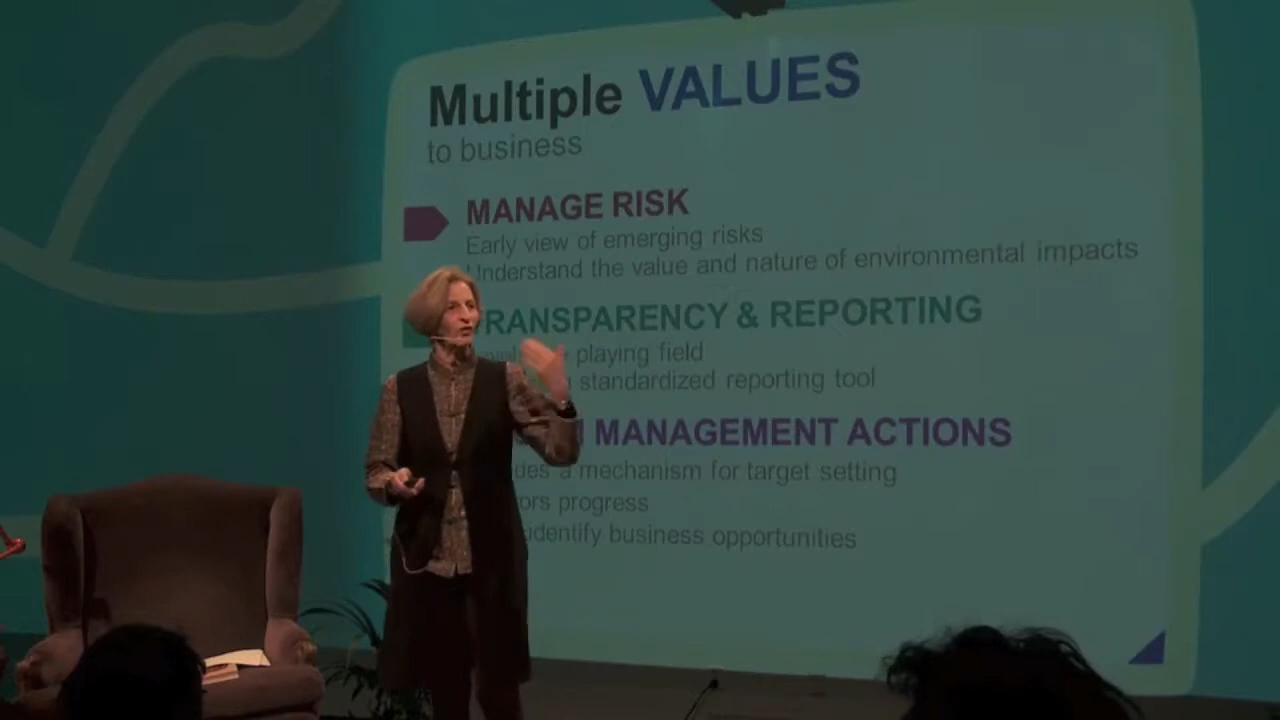 Multiple VALUES
to business
MANAGE RISK
Early view of emerging risks
Understand the value and nature of environmental impacts
TRANSPARENCY & REPORTING
playing field
standardized reporting tool
MANAGEMENT ACTIONS
a mechanism for target setting
progress
identify business opportunities